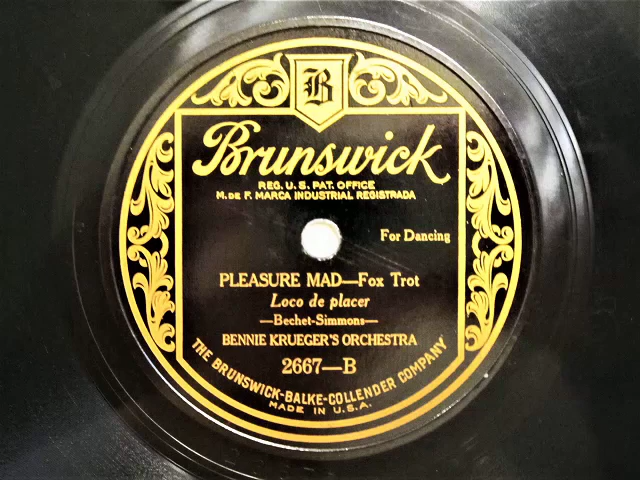 B
Brunswick
REG. U. S. PAT. OFFICE
M. DE F. MARCA INDUSTRIAL REGISTRADA
For Dancing
PLEASURE MAD—Fox Trot
Loco de placer
—Bechet-Simmons—
BENNIE KRUEGER'S ORCHESTRA
2667—B
THE BRUNSWICK-BALKE-COLLENDER COMPANY
MADE IN U.S.A.